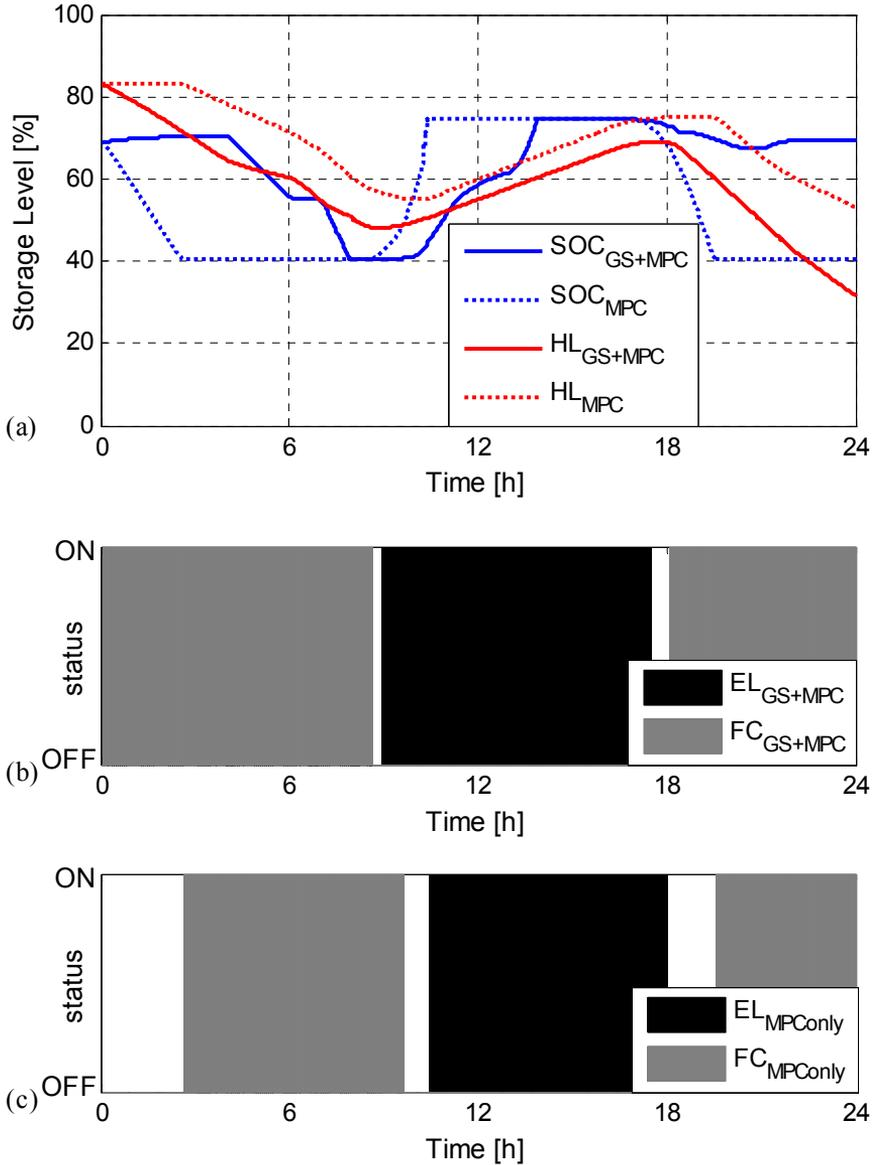 100
80
60
40
20
0
Storage Level [%]
SOC_GS+MPC
SOC_MPC
HL_GS+MPC
HL_MPC
(a)
0 6 12 18 24
Time [h]
ON
status
OFF
EL_GS+MPC
FC_GS+MPC
(b)
0 6 12 18 24
Time [h]
ON
status
OFF
EL_MPConly
FC_MPConly
(c)
0 6 12 18 24
Time [h]